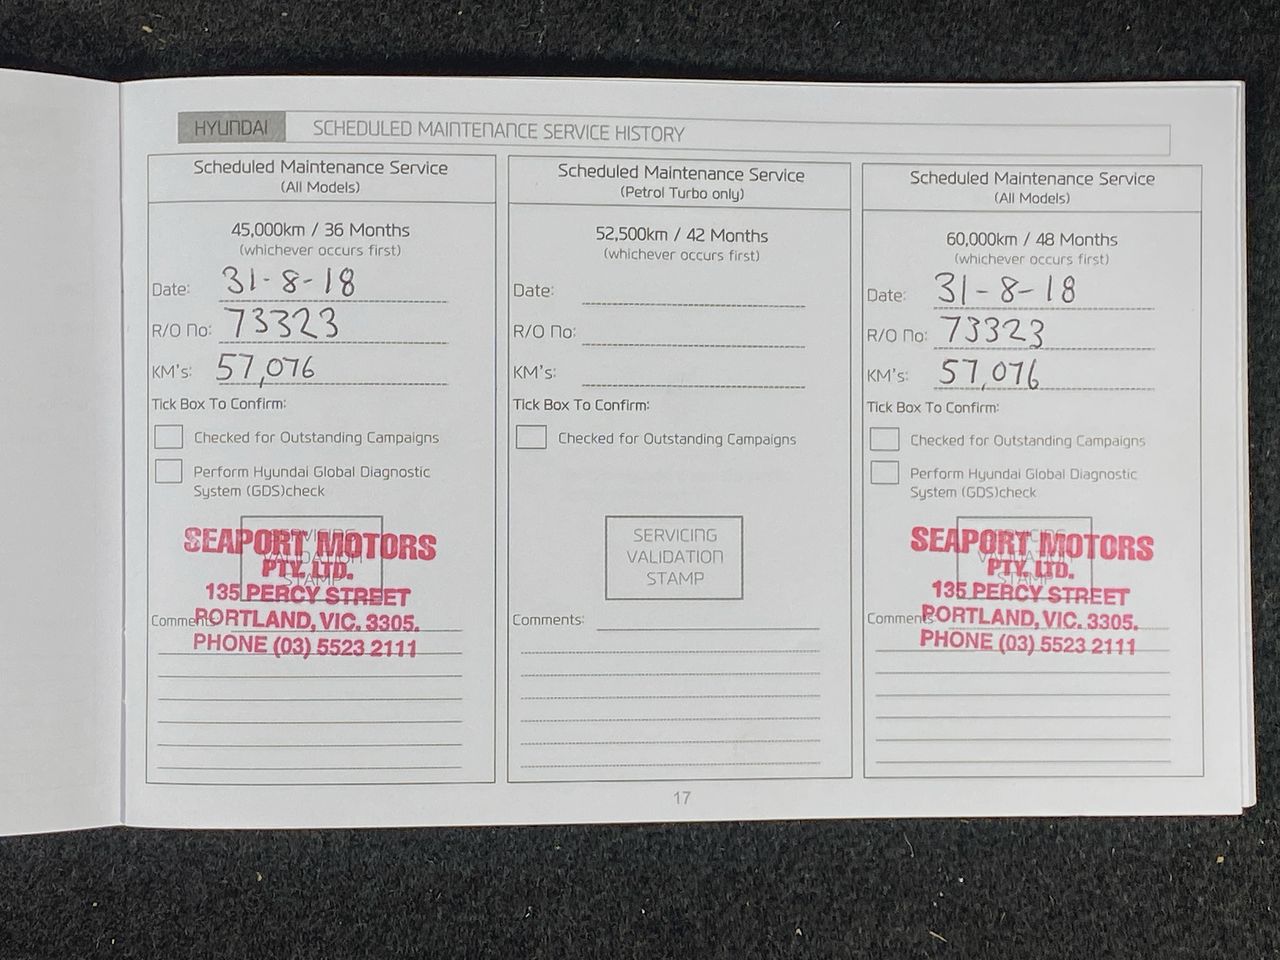 HYUNDAI SCHEDULED MAINTENANCE SERVICE HISTORY
Scheduled Maintenance Service
(All Models)
45,000km / 36 Months
(whichever occurs first)
Date: 31-8-18
R/O No: 73323
KM's: 57,076
Tick Box To Confirm:
Checked for Outstanding Campaigns
Perform Hyundai Global Diagnostic
System (GDS)check
SERVICING
VALIDATION
STAMP
SEAPORT MOTORS
PTY. LTD.
135 PERCY STREET
PORTLAND, VIC. 3305.
PHONE (03) 5523 2111
Comments:
Scheduled Maintenance Service
(Petrol Turbo only)
52,500km / 42 Months
(whichever occurs first)
Date:
R/O No:
KM's:
Tick Box To Confirm:
Checked for Outstanding Campaigns
SERVICING
VALIDATION
STAMP
Comments:
Scheduled Maintenance Service
(All Models)
60,000km / 48 Months
(whichever occurs first)
Date: 31-8-18
R/O No: 73323
KM's: 57,076
Tick Box To Confirm:
Checked for Outstanding Campaigns
Perform Hyundai Global Diagnostic
System (GDS)check
SERVICING
VALIDATION
STAMP
SEAPORT MOTORS
PTY. LTD.
135 PERCY STREET
PORTLAND, VIC. 3305.
PHONE (03) 5523 2111
Comments:
17